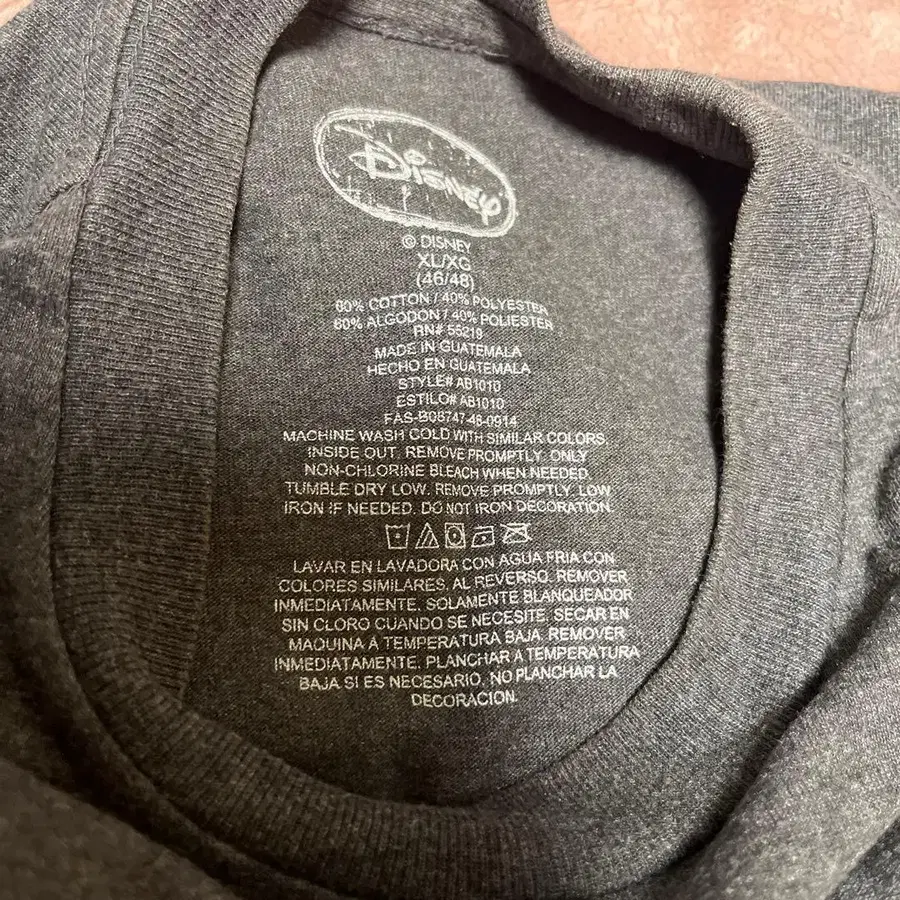 Disney
© DISNEY
XL/XG
(46/48)
60% COTTON / 40% POLYESTER
60% ALGODON / 40% POLIESTER
RN# 55219
MADE IN GUATEMALA
HECHO EN GUATEMALA
STYLE# AB1010
ESTILO# AB1010
FAS-B08747-48-0914
MACHINE WASH COLD WITH SIMILAR COLORS,
INSIDE OUT. REMOVE PROMPTLY. ONLY
NON-CHLORINE BLEACH WHEN NEEDED.
TUMBLE DRY LOW. REMOVE PROMPTLY. LOW
IRON IF NEEDED. DO NOT IRON DECORATION.
LAVAR EN LAVADORA CON AGUA FRIA CON
COLORES SIMILARES. AL REVERSO. REMOVER
INMEDIATAMENTE. SOLAMENTE BLANQUEADOR
SIN CLORO CUANDO SE NECESITE. SECAR EN
MAQUINA A TEMPERATURA BAJA. REMOVER
INMEDIATAMENTE. PLANCHAR A TEMPERATURA
BAJA SI ES NECESARIO. NO PLANCHAR LA
DECORACION.